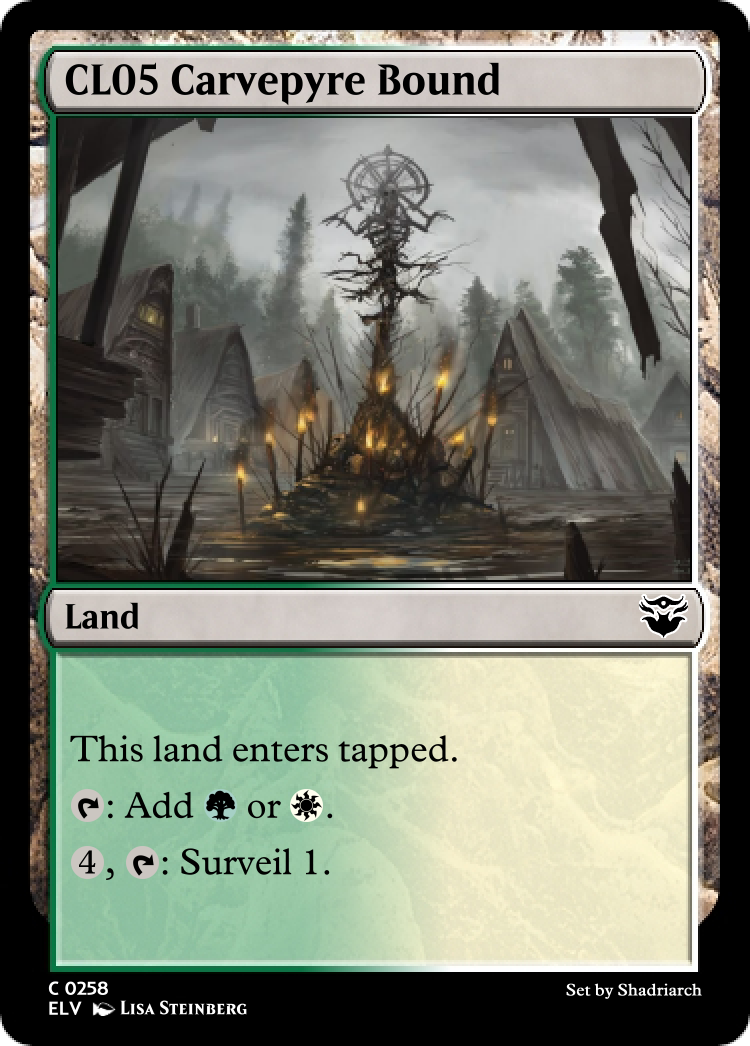 CL05 Carvepyre Bound
Land
This land enters tapped.
: Add or .
4, : Surveil 1.
C 0258
ELV Lisa Steinberg
Set by Shadriarch